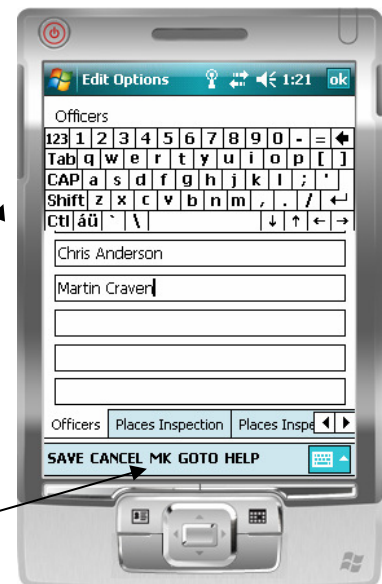 Edit Options 1:21 ok
Officers
123 1 2 3 4 5 6 7 8 9 0 - =
Tab q w e r t y u i o p [ ]
CAP a s d f g h j k l ; '
Shift z x c v b n m , . /
Ctl áü ` \ ↓ ↑ ← →
Chris Anderson
Martin Craven
Officers Places Inspection Places Inspe
SAVE CANCEL MK GOTO HELP